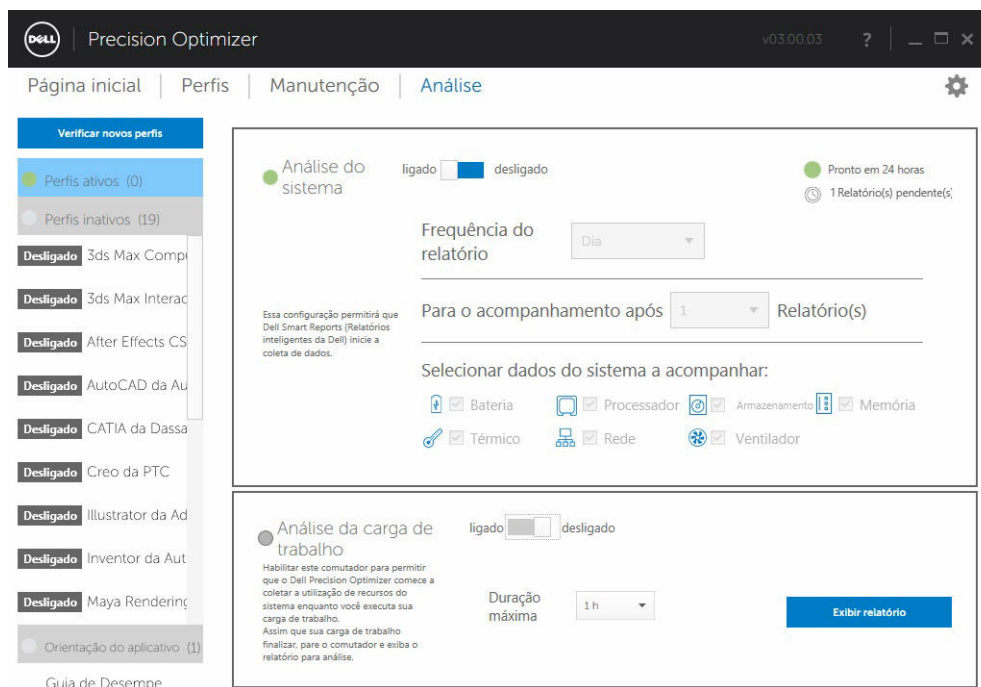 DELL
Precision Optimizer
v03.00.03
?
Página inicial
Perfis
Manutenção
Análise
Verificar novos perfis
Perfis ativos (0)
Perfis inativos (19)
Desligado 3ds Max Comp
Desligado 3ds Max Interac
Desligado After Effects CS
Desligado AutoCAD da Au
Desligado CATIA da Dassa
Desligado Creo da PTC
Desligado Illustrator da Ad
Desligado Inventor da Aut
Desligado Maya Rendering
Orientação do aplicativo (1)
Guia de Desempe
Análise do
sistema
ligado
desligado
Pronto em 24 horas
1 Relatório(s) pendente(s)
Frequência do
relatório
Dia
Essa configuração permitirá que
Dell Smart Reports (Relatórios
inteligentes da Dell) inicie a
coleta de dados.
Para o acompanhamento após 1 Relatório(s)
Selecionar dados do sistema a acompanhar:
Bateria
Processador
Armazenamento
Memória
Térmico
Rede
Ventilador
Análise da carga de
trabalho
ligado
desligado
Habilitar este comutador para permitir
que o Dell Precision Optimizer comece a
coletar a utilização de recursos do
sistema enquanto você executa sua
carga de trabalho.
Assim que sua carga de trabalho
finalizar, pare o comutador e exiba o
relatório para análise.
Duração
máxima
1 h
Exibir relatório